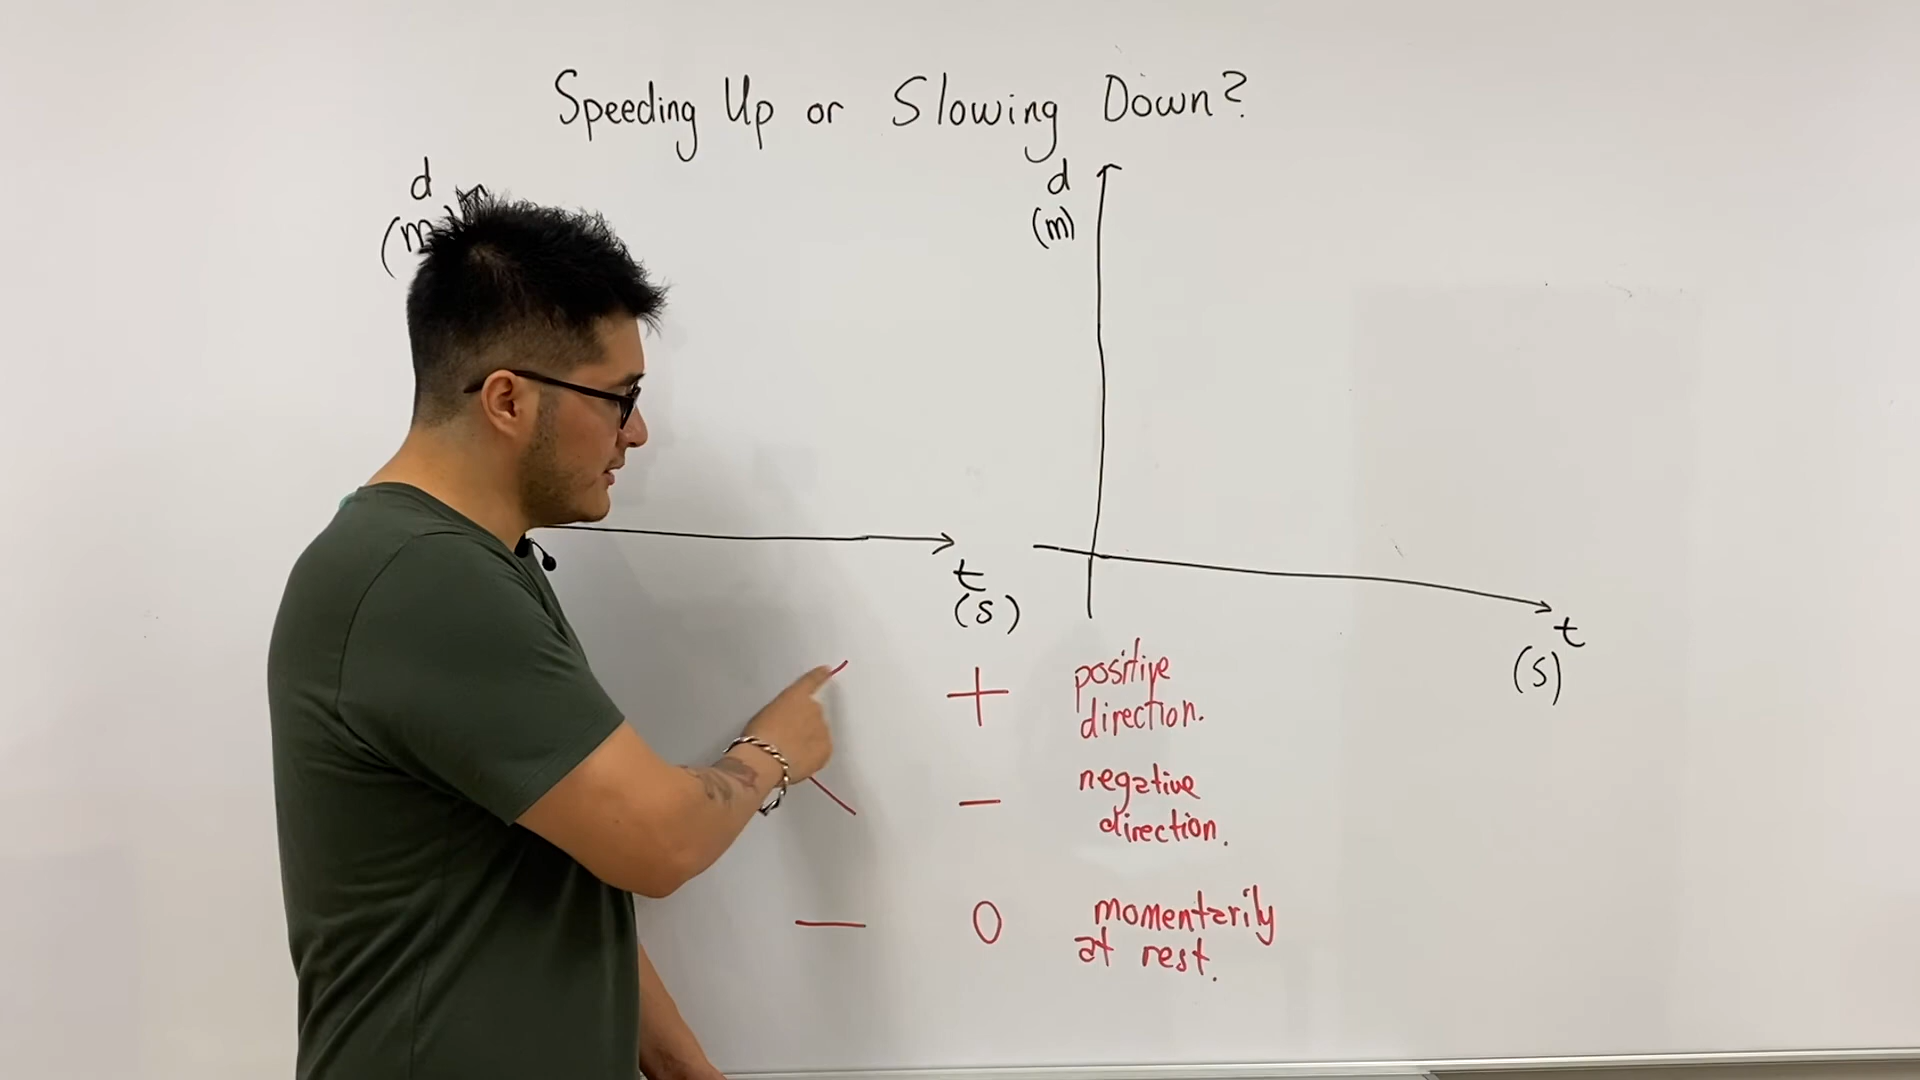 Speeding Up or Slowing Down?
d
(m)
d
(m)
t
(s)
t
(s)
+ positive
direction.
− negative
direction.
0 momentarily
at rest.